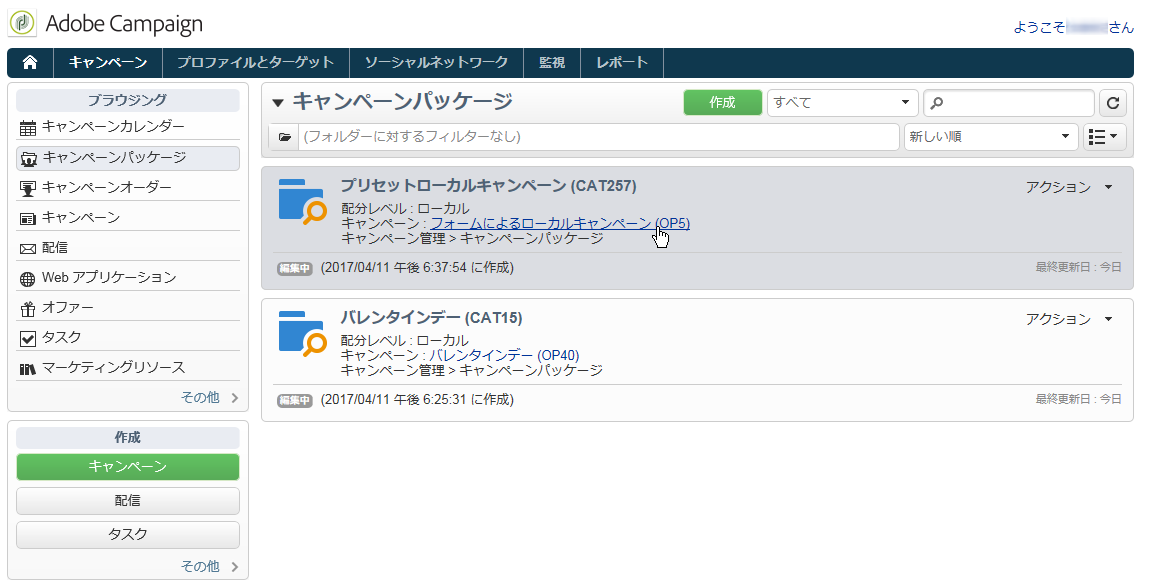 Adobe Campaign
ようこそ さん
キャンペーン プロファイルとターゲット ソーシャルネットワーク 監視 レポート
ブラウジング
キャンペーンカレンダー
キャンペーンパッケージ
キャンペーンオーダー
キャンペーン
配信
Web アプリケーション
オファー
タスク
マーケティングリソース
その他
作成
キャンペーン
配信
タスク
その他
キャンペーンパッケージ
作成 すべて
(フォルダーに対するフィルターなし) 新しい順
プリセットローカルキャンペーン (CAT257) アクション
配分レベル : ローカル
キャンペーン : フォームによるローカルキャンペーン (OP5)
キャンペーン管理 > キャンペーンパッケージ
編集中 (2017/04/11 午後 6:37:54 に作成) 最終更新日 : 今日
バレンタインデー (CAT15) アクション
配分レベル : ローカル
キャンペーン : バレンタインデー (OP40)
キャンペーン管理 > キャンペーンパッケージ
編集中 (2017/04/11 午後 6:25:31 に作成) 最終更新日 : 今日